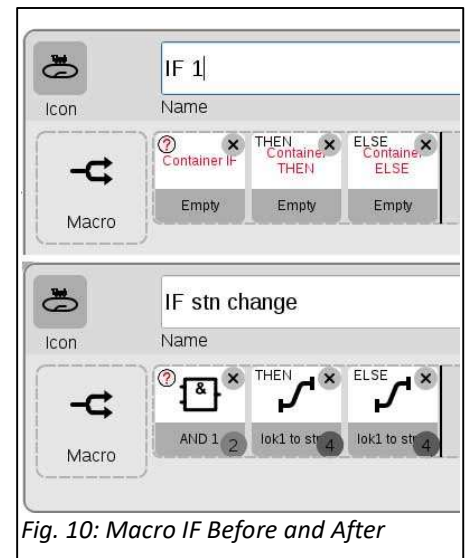 IF 1
Icon
Name
Macro
?
Container IF
Empty
THEN
Container
THEN
Empty
ELSE
Container
ELSE
Empty
IF stn change
Icon
Name
Macro
?
&
AND 1
2
THEN
lok1 to
4
ELSE
lok1 to
4
Fig. 10: Macro IF Before and After